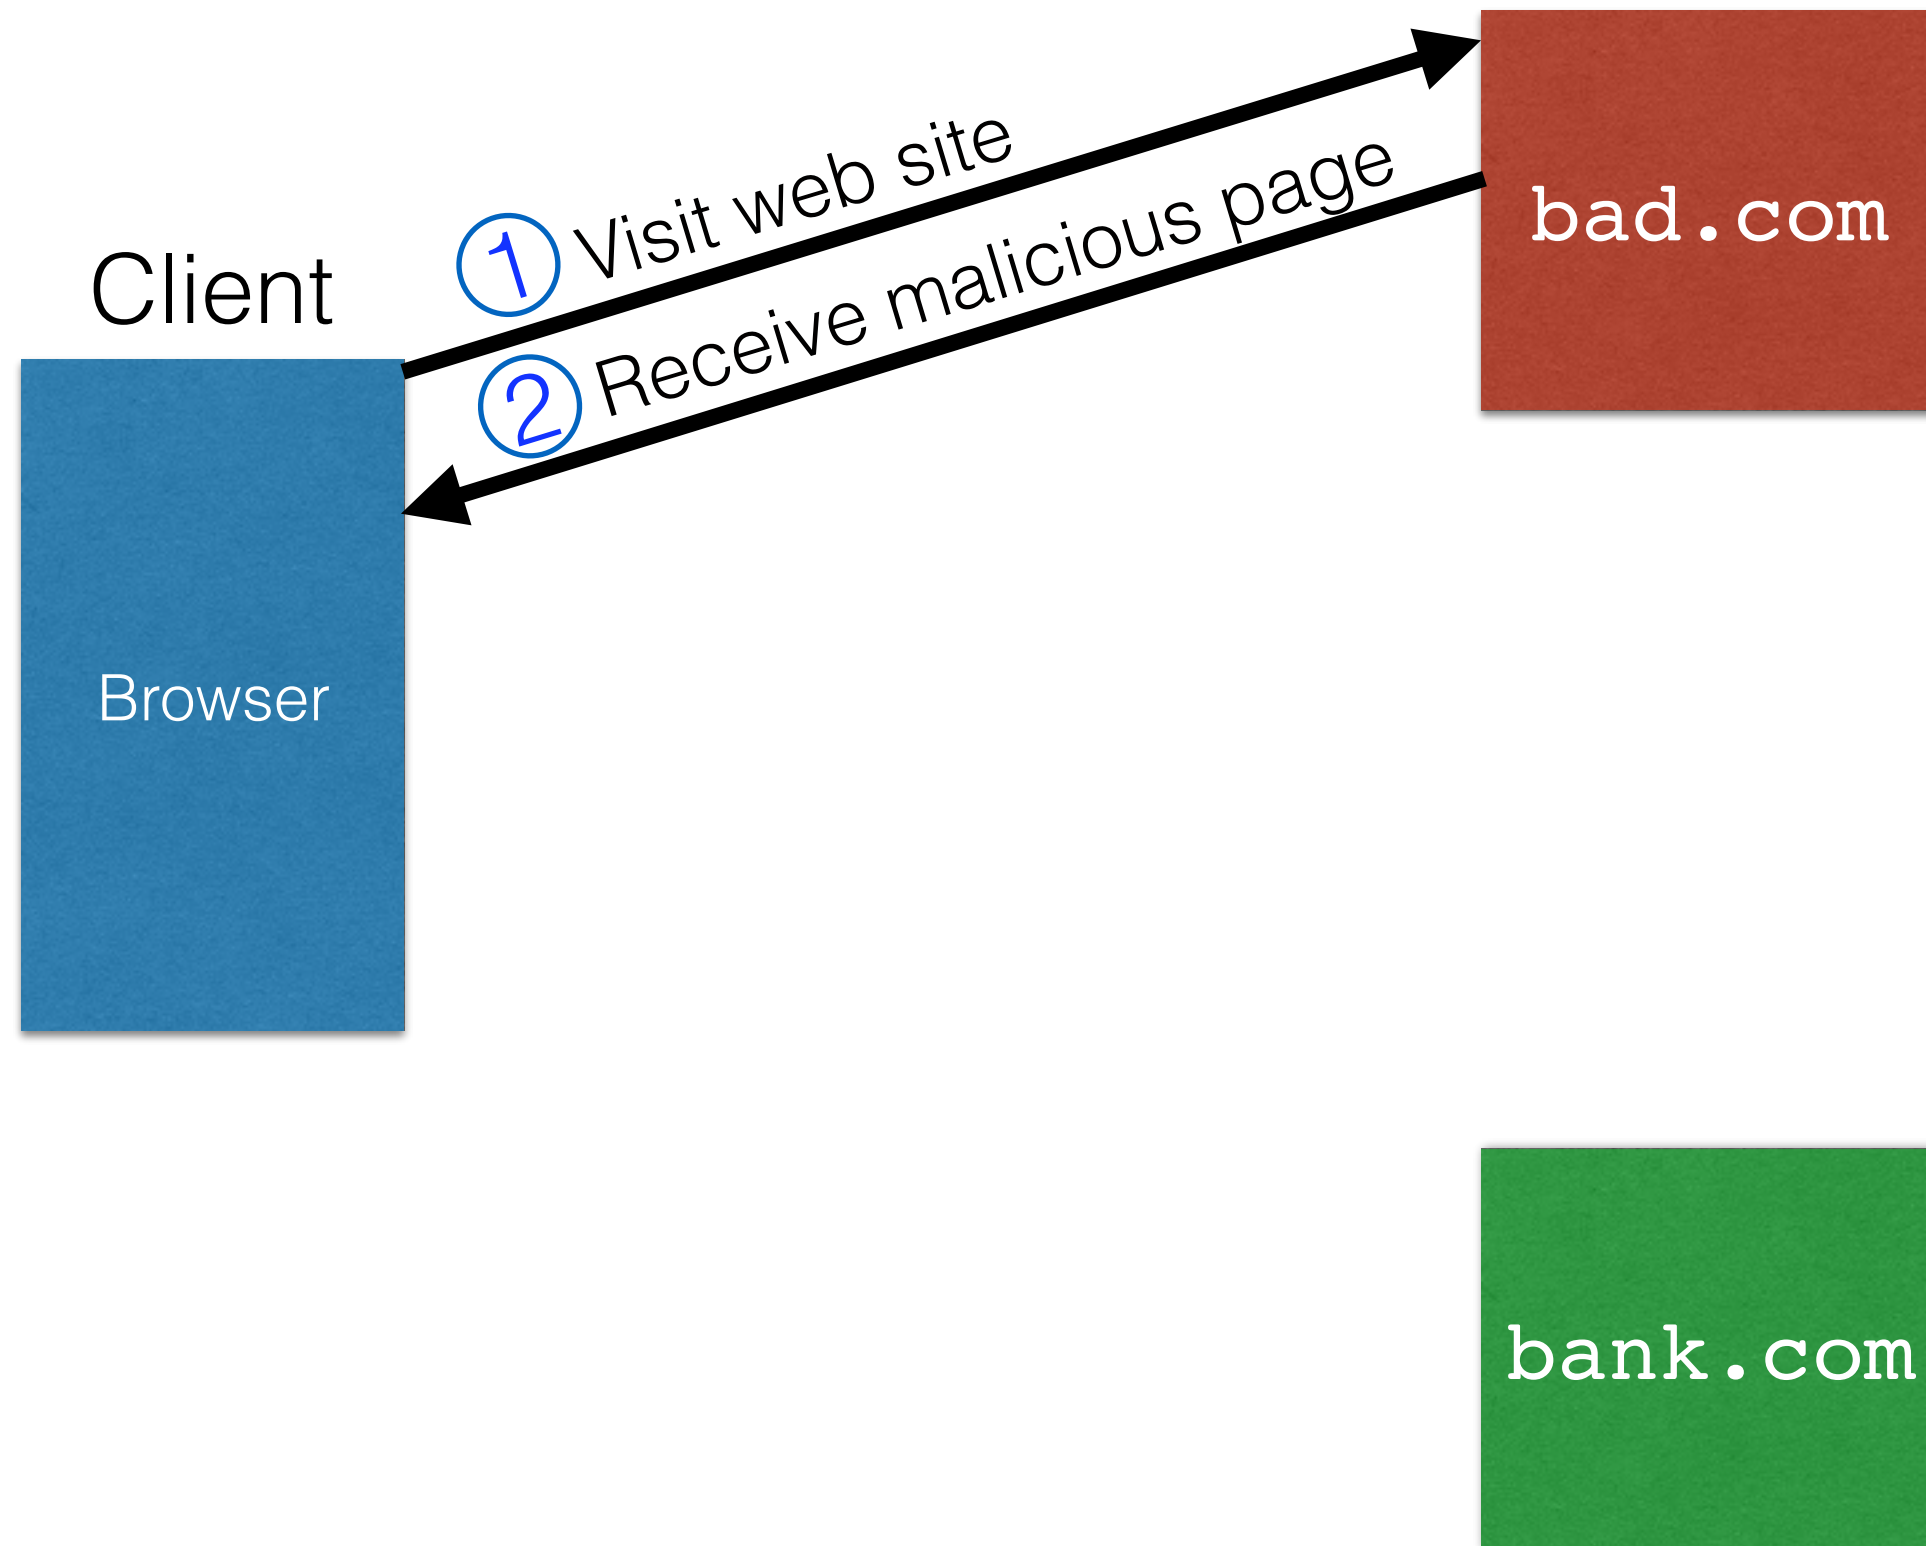 Client
① Visit web site
② Receive malicious page
bad.com
Browser
bank.com